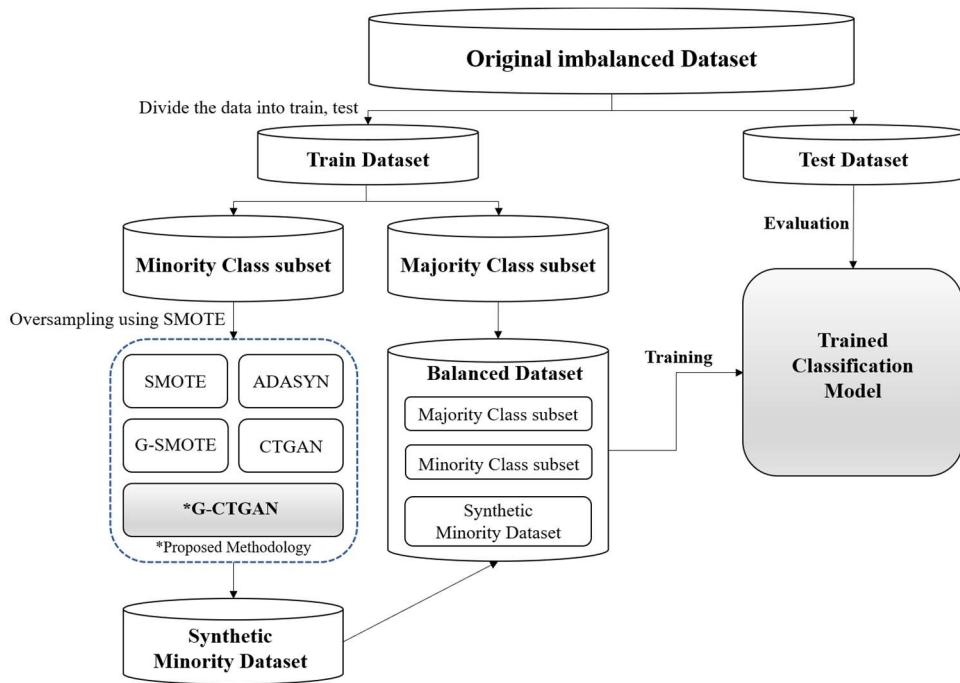 Original imbalanced Dataset
Divide the data into train, test
Train Dataset
Test Dataset
Evaluation
Minority Class subset
Majority Class subset
Oversampling using SMOTE
SMOTE
ADASYN
G-SMOTE
CTGAN
*G-CTGAN
*Proposed Methodology
Balanced Dataset
Majority Class subset
Minority Class subset
Synthetic
Minority Dataset
Training
Trained
Classification
Model
Synthetic
Minority Dataset